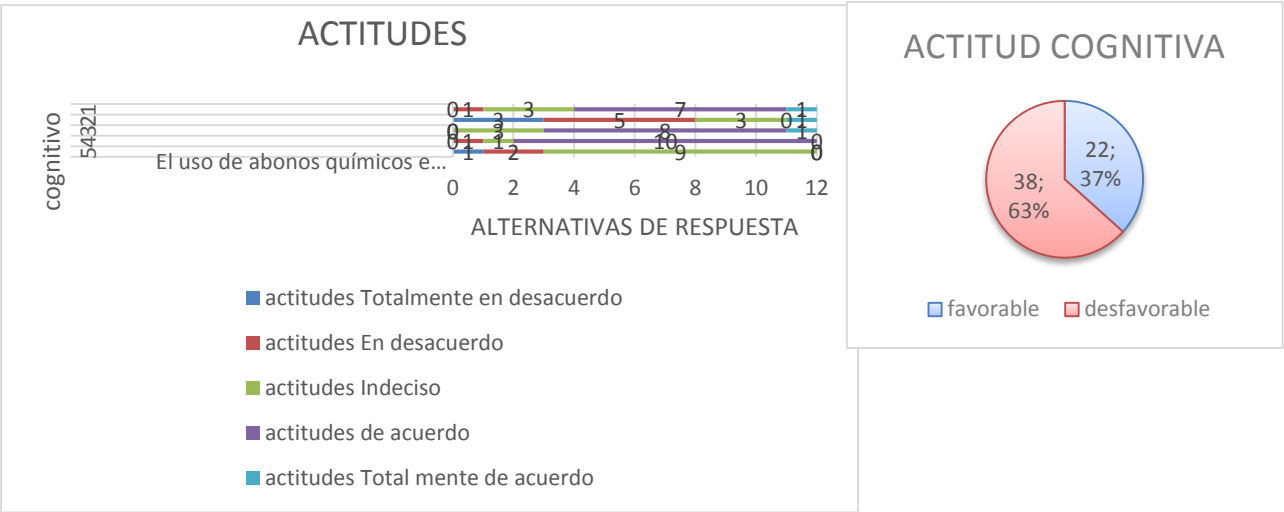 ACTITUDES
cognitivo
54321
El uso de abonos químicos e...
0 1 3 7 1
3 5 3 0 1
0 0 3 8 1
0 1 1 10 0
1 2 9 0 0
0 2 4 6 8 10 12
ALTERNATIVAS DE RESPUESTA
actitudes Totalmente en desacuerdo
actitudes En desacuerdo
actitudes Indeciso
actitudes de acuerdo
actitudes Total mente de acuerdo
ACTITUD COGNITIVA
22;
37%
38;
63%
favorable desfavorable